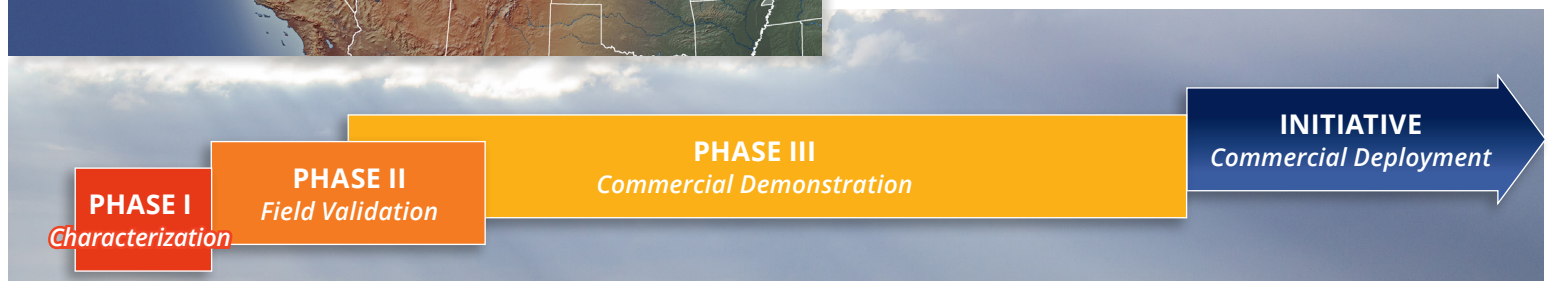 PHASE I
Characterization
PHASE II
Field Validation
PHASE III
Commercial Demonstration
INITIATIVE
Commercial Deployment